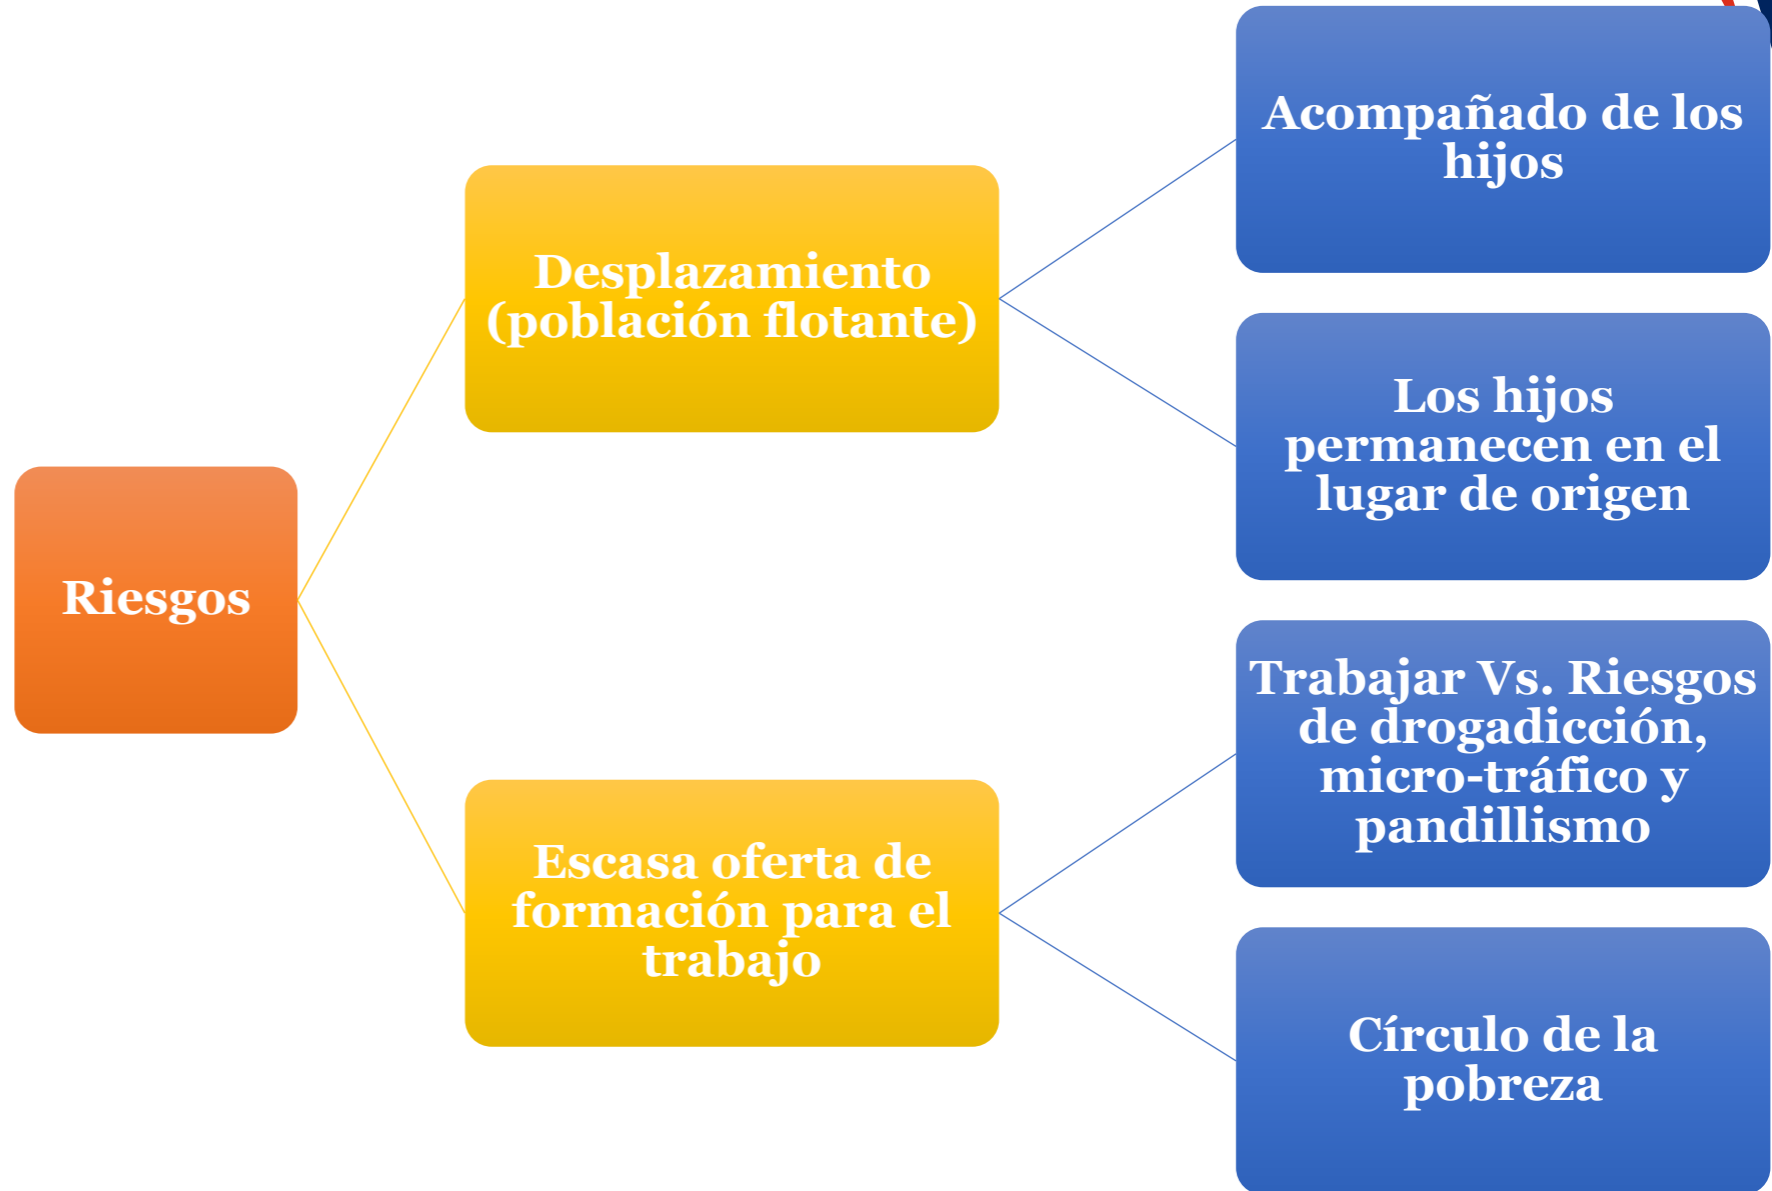 Riesgos
Desplazamiento
(población flotante)
Acompañado de los
hijos
Los hijos
permanecen en el
lugar de origen
Escasa oferta de
formación para el
trabajo
Trabajar Vs. Riesgos
de drogadicción,
micro-tráfico y
pandillismo
Círculo de la
pobreza